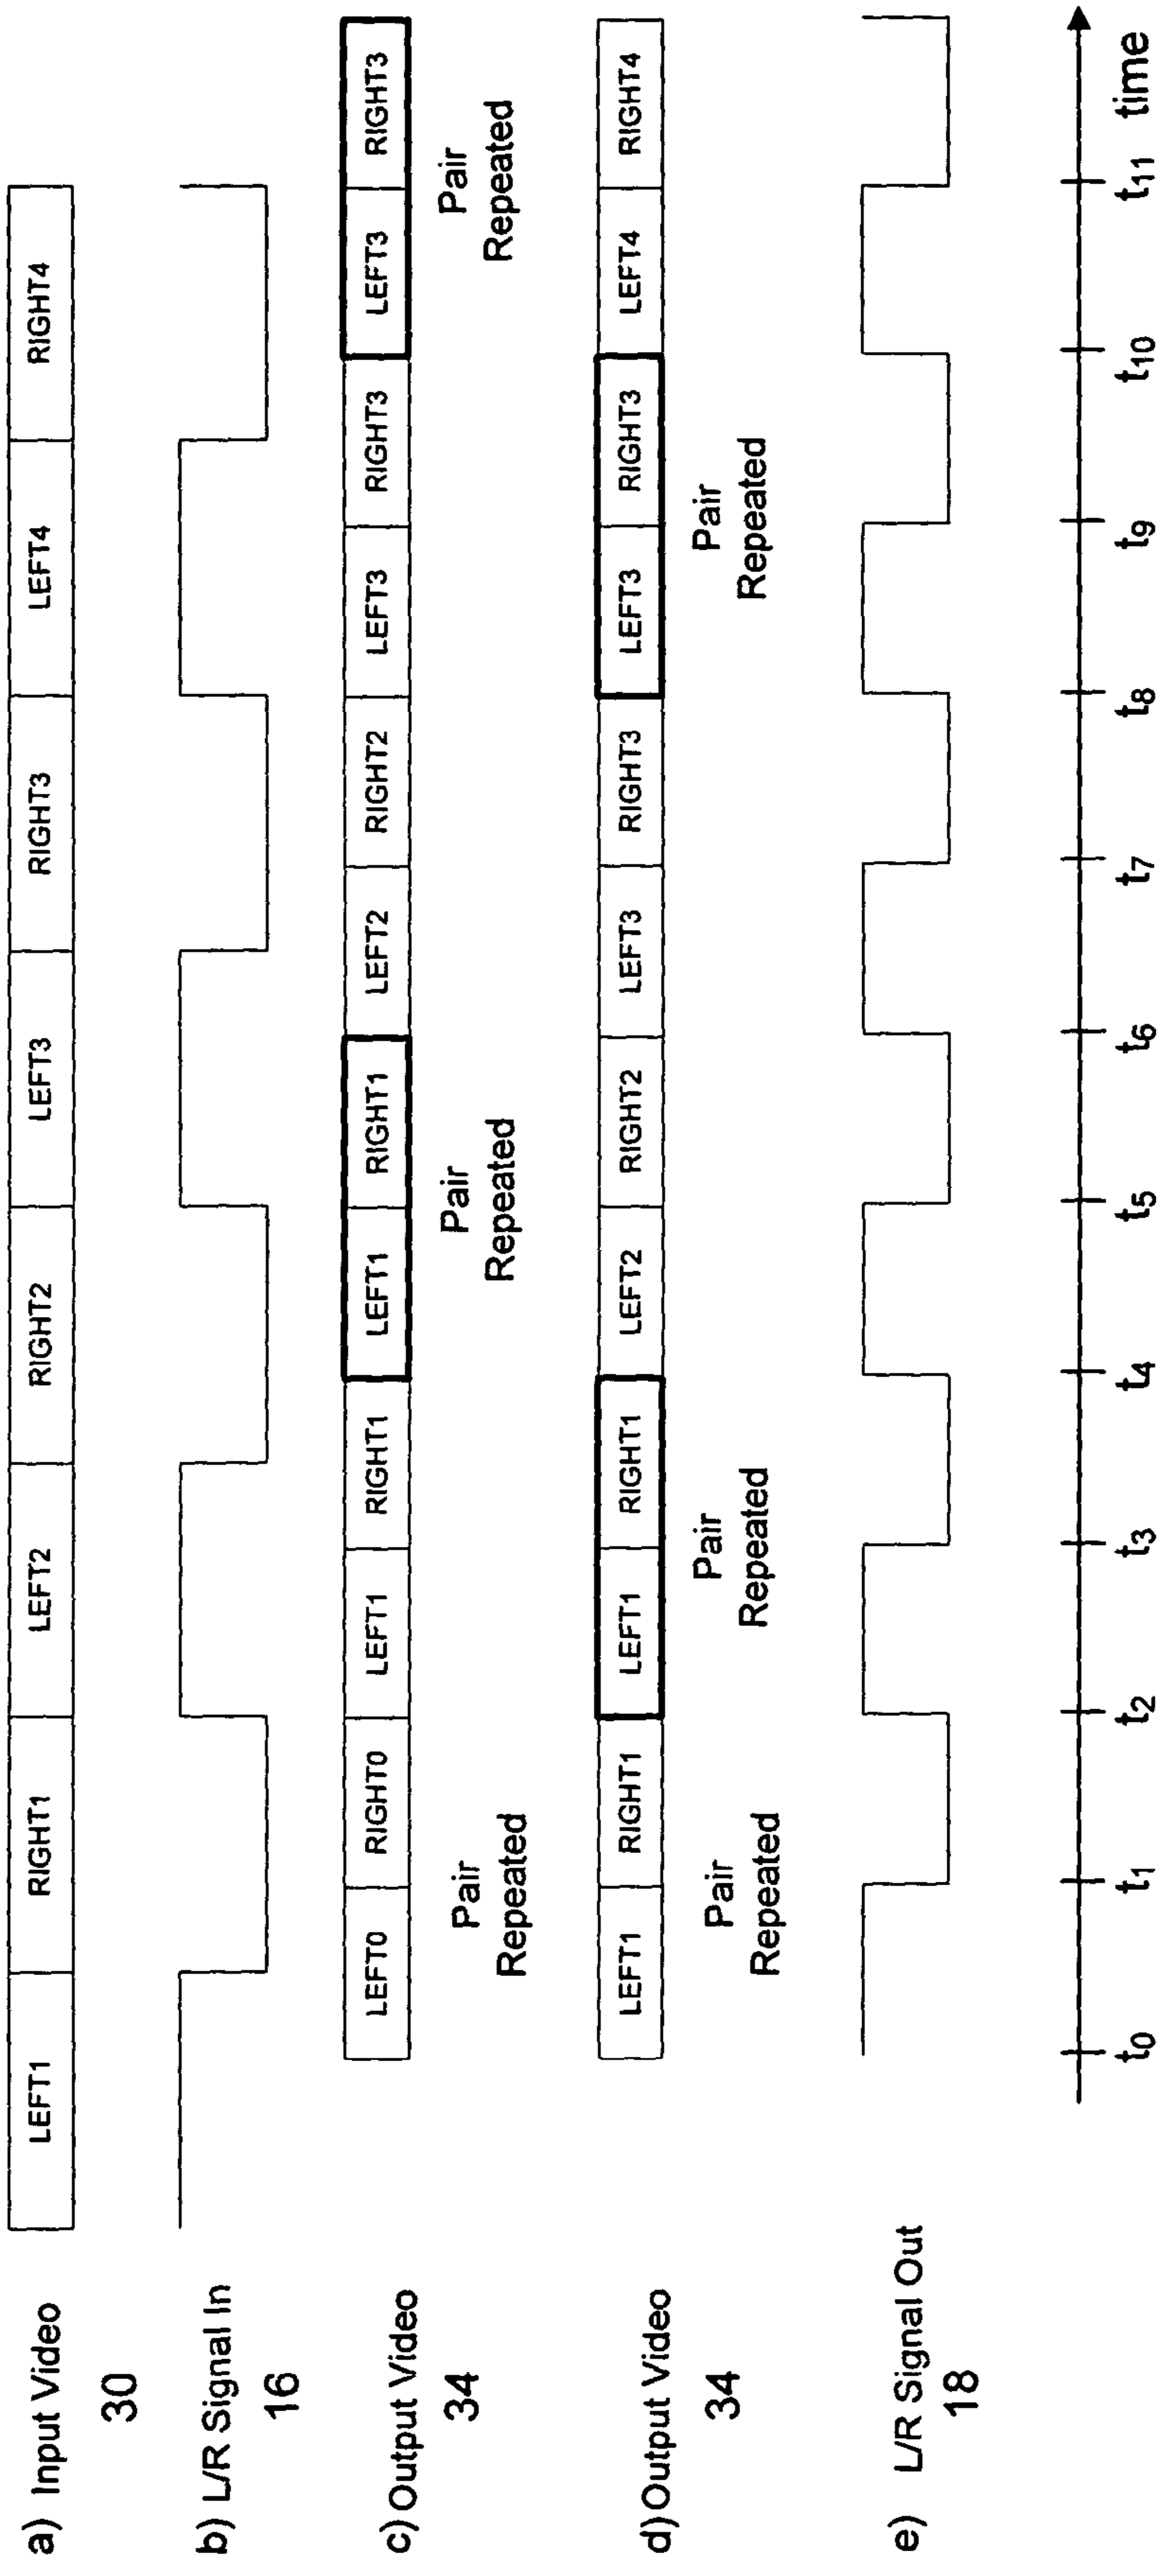 a) Input Video
30
LEFT1 RIGHT1 LEFT2 RIGHT2 LEFT3 RIGHT3 LEFT4 RIGHT4
b) L/R Signal In
16
c) Output Video
34
LEFT0 RIGHT0 LEFT1 RIGHT1 LEFT1 RIGHT1 LEFT2 RIGHT2 LEFT3 RIGHT3 LEFT3 RIGHT3
Pair Repeated
Pair Repeated
Pair Repeated
d) Output Video
34
LEFT1 RIGHT1 LEFT1 RIGHT1 LEFT2 RIGHT2 LEFT3 RIGHT3 LEFT3 RIGHT3 LEFT4 RIGHT4
Pair Repeated
Pair Repeated
Pair Repeated
e) L/R Signal Out
18
t0 t1 t2 t3 t4 t5 t6 t7 t8 t9 t10 t11 time